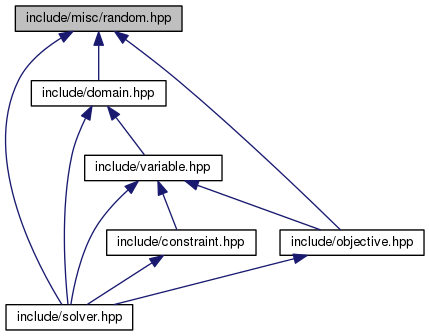 include/misc/random.hpp
include/domain.hpp
include/variable.hpp
include/constraint.hpp
include/objective.hpp
include/solver.hpp